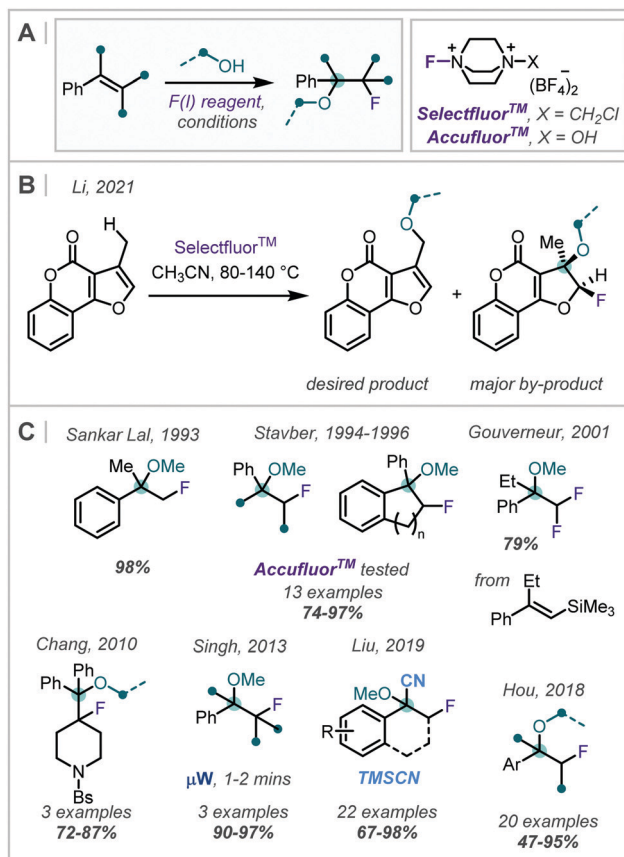 A
Ph
OH
F(I) reagent,
conditions
Ph
O
F
F
+
N
+
N
X
(BF₄)₂⁻
Selectfluor™, X = CH₂Cl
Accufluor™, X = OH
B
Li, 2021
H
O
O
O
Selectfluor™
CH₃CN, 80-140 °C
O
O
O
O
+
Me
O
O
O
O
H
F
desired product
major by-product
C
Sankar Lal, 1993
Stavber, 1994-1996
Gouverneur, 2001
Me
OMe
F
98%
Ph
OMe
F
Ph
OMe
F
( )n
Accufluor™ tested
13 examples
74-97%
Et
OMe
Ph
F
F
79%
from
Et
Ph
SiMe₃
Chang, 2010
Singh, 2013
Liu, 2019
Hou, 2018
Ph
Ph
O
F
N
Bs
3 examples
72-87%
OMe
Ph
F
µW, 1-2 mins
3 examples
90-97%
CN
MeO
F
R
TMSCN
22 examples
67-98%
O
Ar
F
20 examples
47-95%